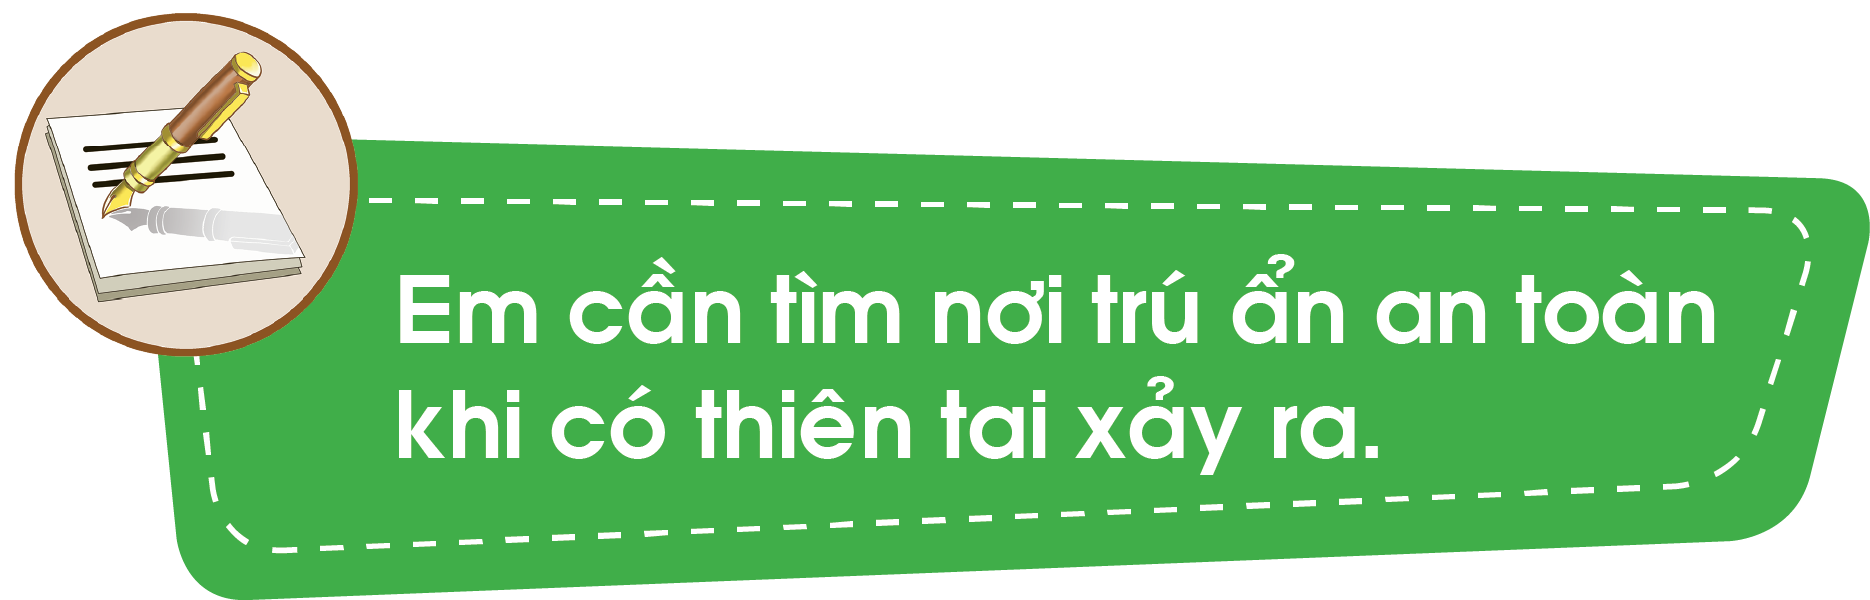 Em cần tìm nơi trú ẩn an toàn
khi có thiên tai xảy ra.